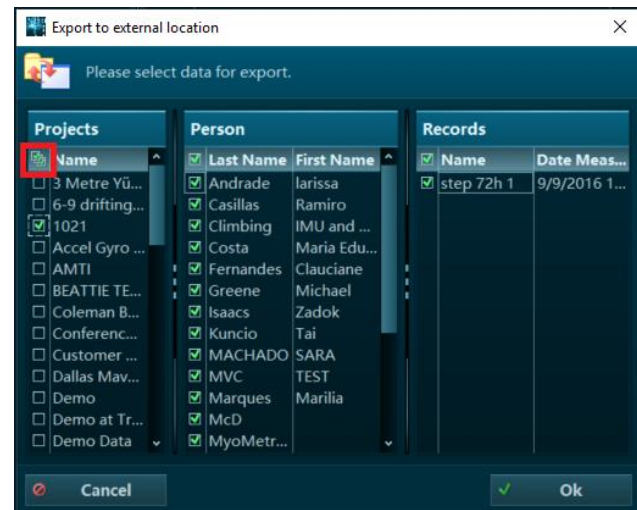 Export to external location
Please select data for export.
Projects
Name
3 Metre Yü...
6-9 drifting...
1021
Accel Gyro ...
AMTI
BEATTIE TE...
Coleman B...
Conferenc...
Customer ...
Dallas Mav...
Demo
Demo at Tr...
Demo Data
Person
Last Name First Name
Andrade larissa
Casillas Ramiro
Climbing IMU and ...
Costa Maria Edu...
Fernandes Clauciane
Greene Michael
Isaacs Zadok
Kuncio Tai
MACHADO SARA
MVC TEST
Marques Marilia
McD
MyoMetr...
Records
Name Date Meas...
step 72h 1 9/9/2016 1...
Cancel
Ok